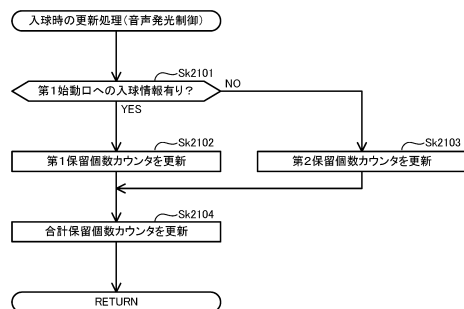 入球時の更新処理(音声発光制御)
Sk2101
第1始動口への入球情報有り?
NO
YES
Sk2102
第1保留個数カウンタを更新
Sk2103
第2保留個数カウンタを更新
Sk2104
合計保留個数カウンタを更新
RETURN